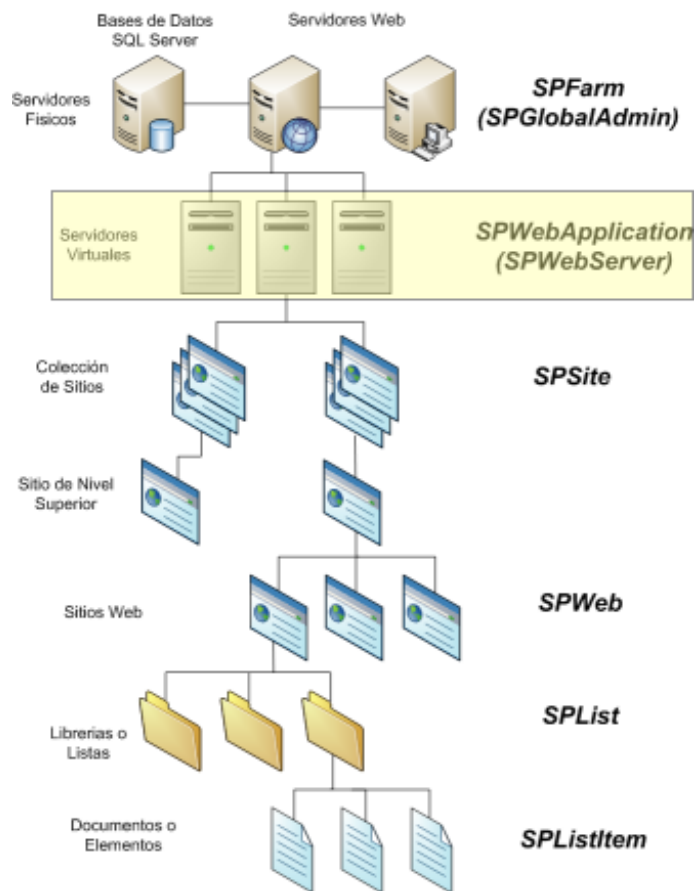 Bases de Datos
SQL Server
Servidores Web
Servidores
Fisicos
SPFarm
(SPGlobalAdmin)
Servidores
Virtuales
SPWebApplication
(SPWebServer)
Colección
de Sitios
SPSite
Sitio de Nivel
Superior
Sitios Web
SPWeb
Librerias o
Listas
SPList
Documentos o
Elementos
SPListItem